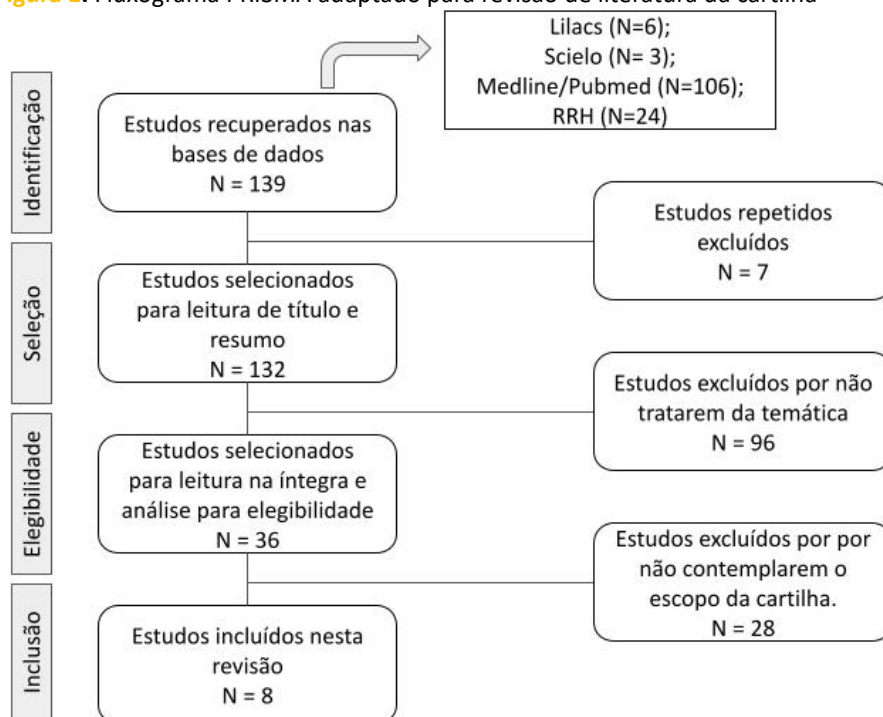 Figura 1. Fluxograma PRISMA adaptado para revisão de literatura da cartilha
Lilacs (N=6);
Scielo (N= 3);
Medline/Pubmed (N=106);
RRH (N=24)
Identificação
Estudos recuperados nas
bases de dados
N = 139
Estudos repetidos
excluídos
N = 7
Seleção
Estudos selecionados
para leitura de título e
resumo
N = 132
Estudos excluídos por não
tratarem da temática
N = 96
Elegibilidade
Estudos selecionados
para leitura na íntegra e
análise para elegibilidade
N = 36
Estudos excluídos por por
não contemplarem o
escopo da cartilha.
N = 28
Inclusão
Estudos incluídos nesta
revisão
N = 8